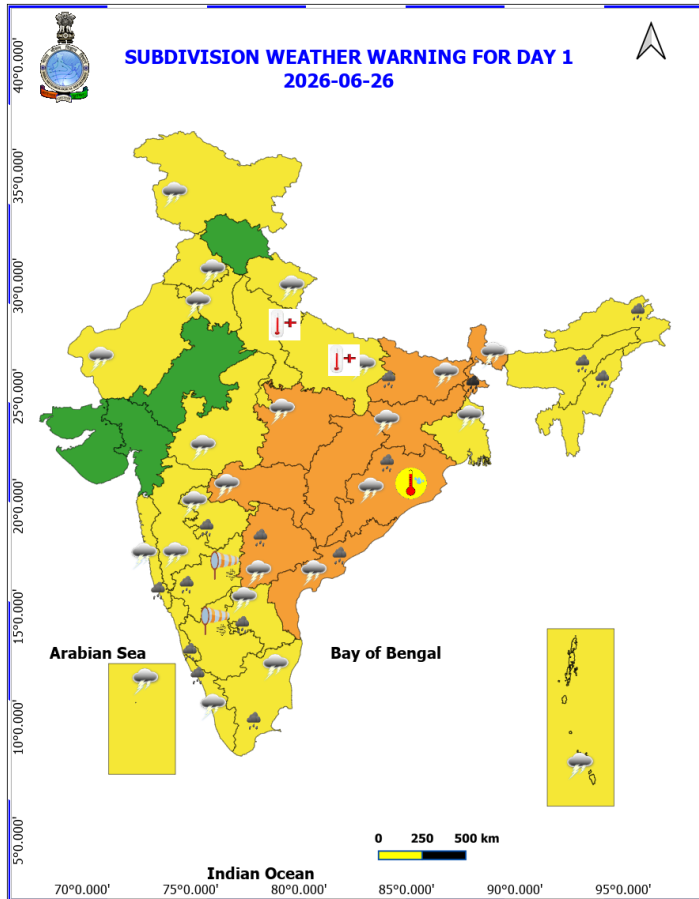 SUBDIVISION WEATHER WARNING FOR DAY 1
2026-06-26
40°0.000'
35°0.000'
30°0.000'
25°0.000'
20°0.000'
15°0.000'
10°0.000'
5°0.000'
Arabian Sea
Bay of Bengal
0 250 500 km
Indian Ocean
70°0.000' 75°0.000' 80°0.000' 85°0.000' 90°0.000' 95°0.000'